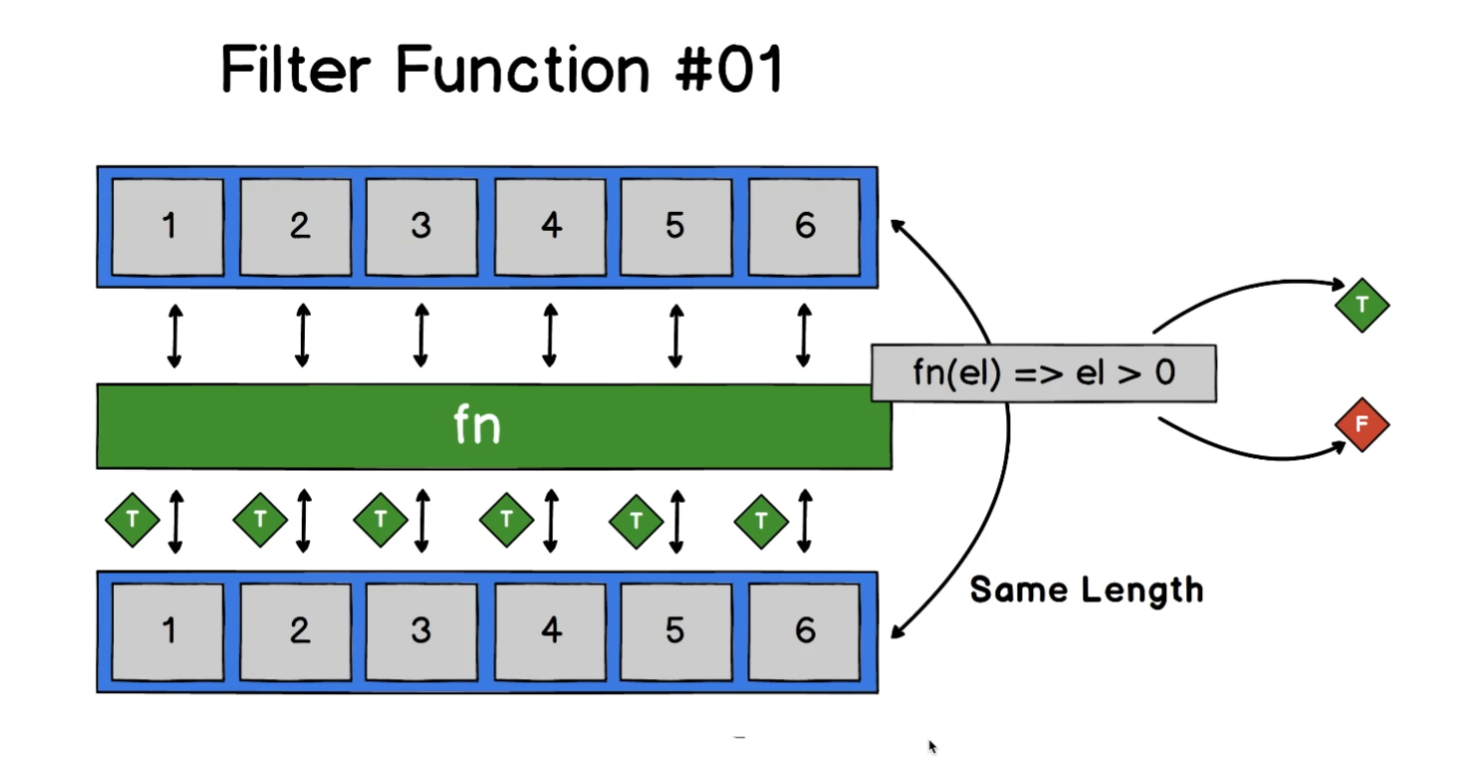 Filter Function #01
1 2 3 4 5 6
fn(el) => el > 0
T
F
fn
T T T T T T
Same Length
1 2 3 4 5 6